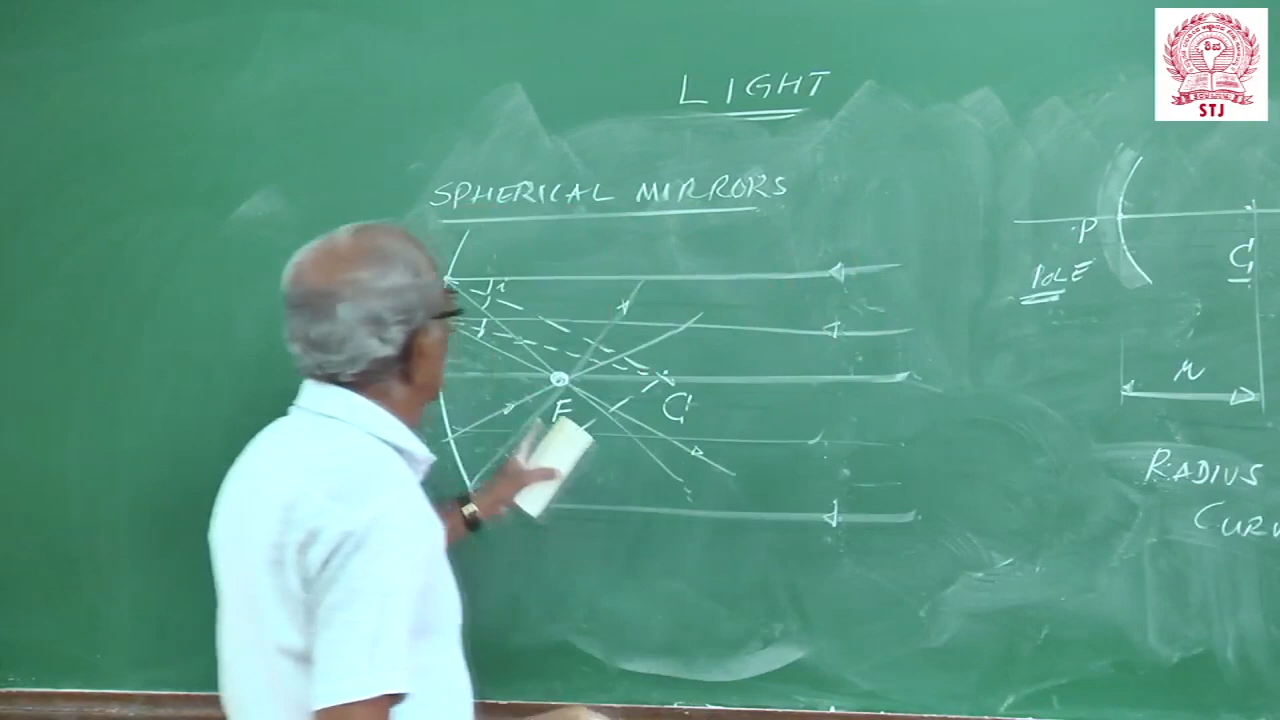 LIGHT
SPHERICAL MIRRORS
i
F
C
P
POLE
C
r
RADIUS
CURV
ಶಿವ
STJ